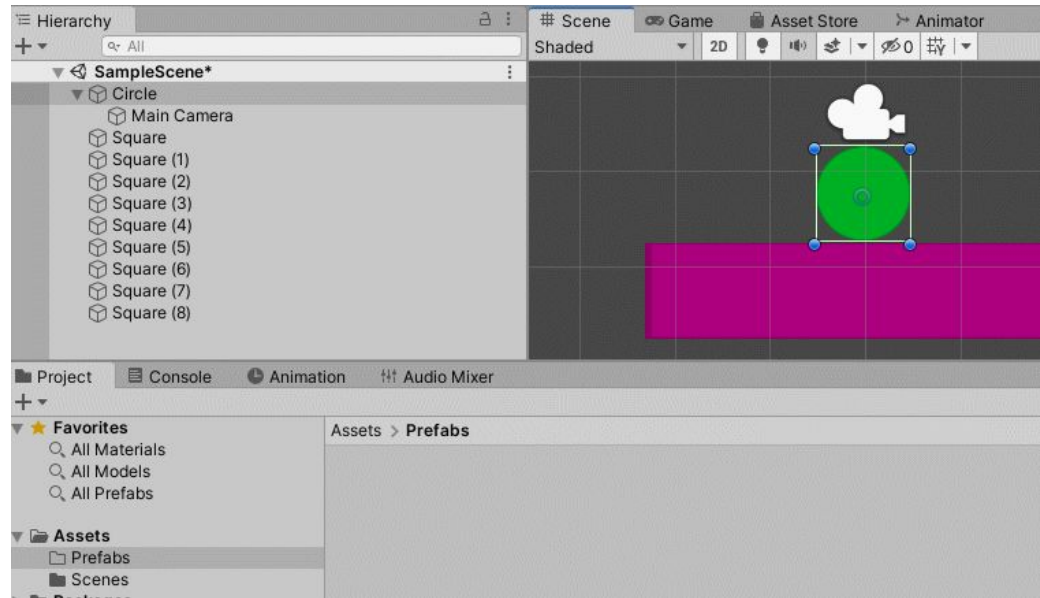 Hierarchy
All
SampleScene*
Circle
Main Camera
Square
Square (1)
Square (2)
Square (3)
Square (4)
Square (5)
Square (6)
Square (7)
Square (8)
Scene Game Asset Store Animator
Shaded 2D 0
Project Console Animation Audio Mixer
Favorites
All Materials
All Models
All Prefabs
Assets
Prefabs
Scenes
Assets > Prefabs